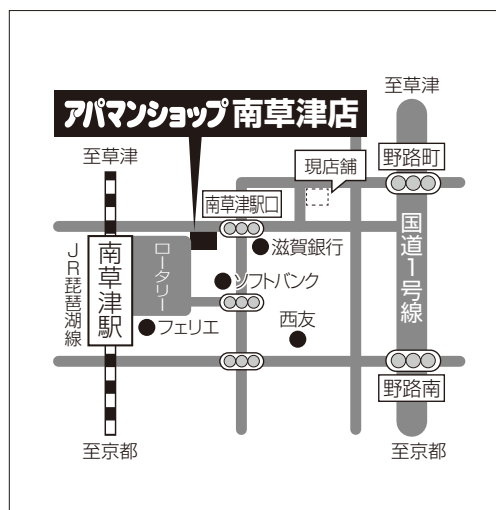 至草津
アパマンショップ 南草津店
至草津
現店舗
野路町
南草津駅口
JR琵琶湖線
南草津駅
ロータリー
滋賀銀行
国道1号線
ソフトバンク
西友
フェリエ
野路南
至京都
至京都